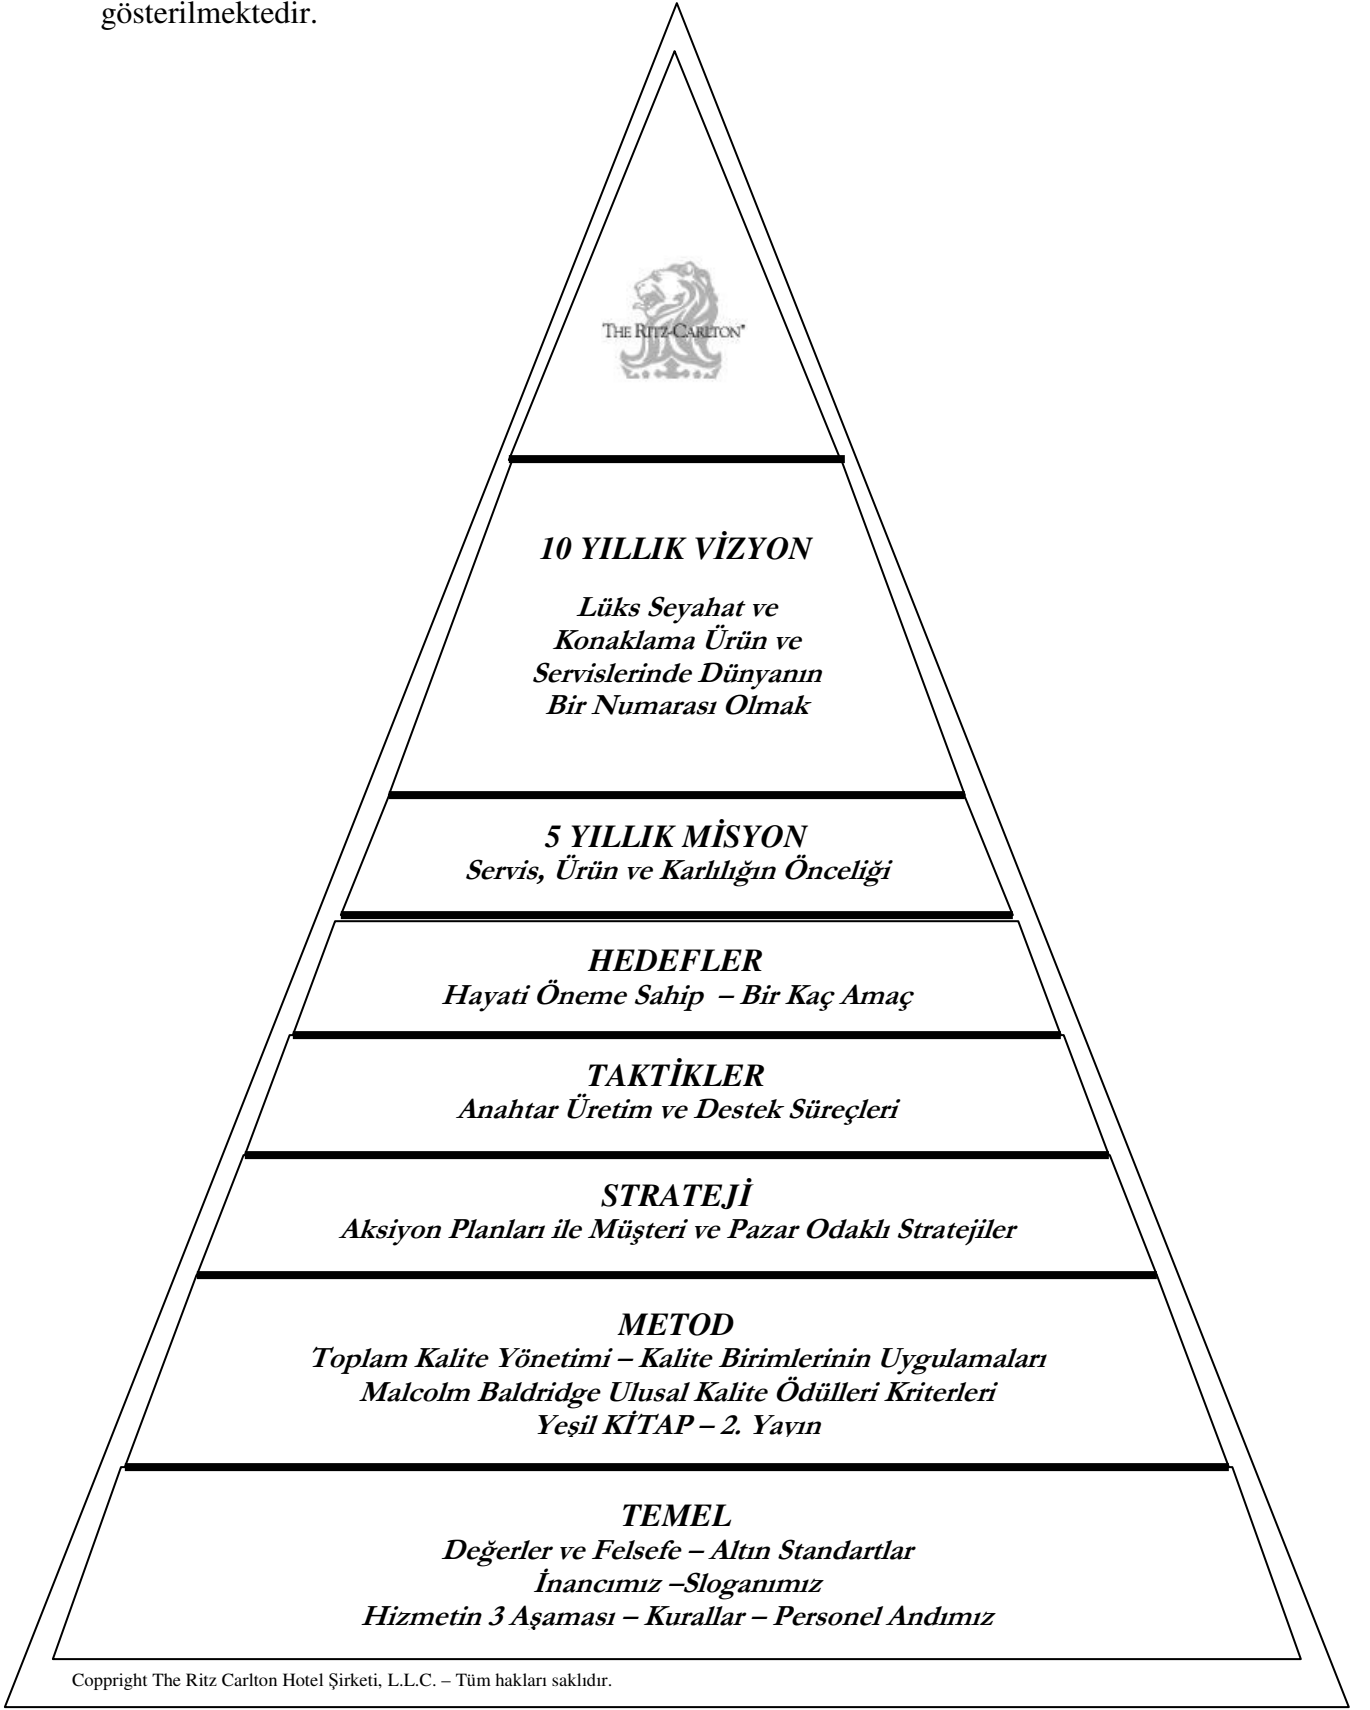 gösterilmektedir.
THE RITZ-CARLTON®
10 YILLIK VİZYON
Lüks Seyahat ve
Konaklama Ürün ve
Servislerinde Dünyanın
Bir Numarası Olmak
5 YILLIK MİSYON
Servis, Ürün ve Karlılığın Önceliği
HEDEFLER
Hayati Öneme Sahip – Bir Kaç Amaç
TAKTİKLER
Anahtar Üretim ve Destek Süreçleri
STRATEJİ
Aksiyon Planları ile Müşteri ve Pazar Odaklı Stratejiler
METOD
Toplam Kalite Yönetimi – Kalite Birimlerinin Uygulamaları
Malcolm Baldridge Ulusal Kalite Ödülleri Kriterleri
Yeşil KİTAP – 2. Yayın
TEMEL
Değerler ve Felsefe – Altın Standartlar
İnancımız –Sloganımız
Hizmetin 3 Aşaması – Kurallar – Personel Andımız
Coppright The Ritz Carlton Hotel Şirketi, L.L.C. – Tüm hakları saklıdır.